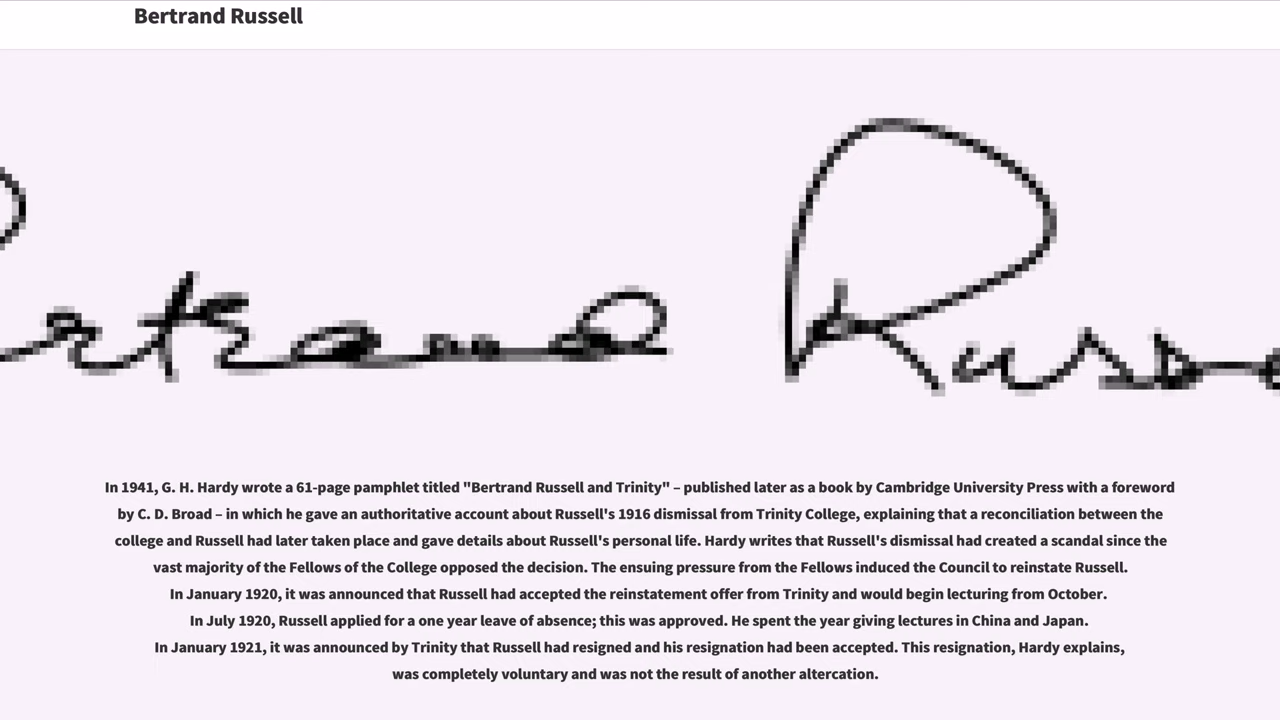 Bertrand Russell
ertrand Russe
In 1941, G. H. Hardy wrote a 61-page pamphlet titled "Bertrand Russell and Trinity" – published later as a book by Cambridge University Press with a foreword
by C. D. Broad – in which he gave an authoritative account about Russell's 1916 dismissal from Trinity College, explaining that a reconciliation between the
college and Russell had later taken place and gave details about Russell's personal life. Hardy writes that Russell's dismissal had created a scandal since the
vast majority of the Fellows of the College opposed the decision. The ensuing pressure from the Fellows induced the Council to reinstate Russell.
In January 1920, it was announced that Russell had accepted the reinstatement offer from Trinity and would begin lecturing from October.
In July 1920, Russell applied for a one year leave of absence; this was approved. He spent the year giving lectures in China and Japan.
In January 1921, it was announced by Trinity that Russell had resigned and his resignation had been accepted. This resignation, Hardy explains,
was completely voluntary and was not the result of another altercation.